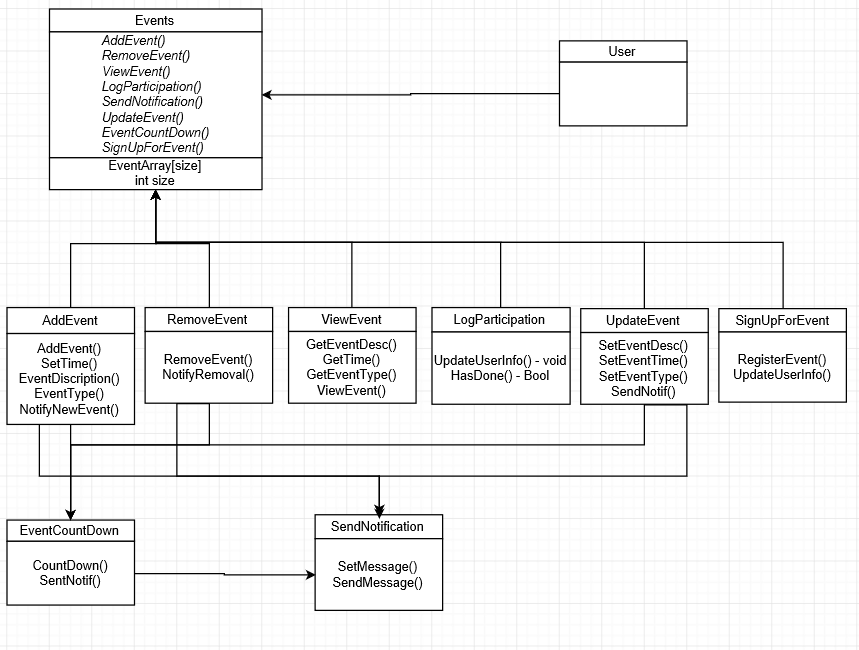 Events
AddEvent()
RemoveEvent()
ViewEvent()
LogParticipation()
SendNotification()
UpdateEvent()
EventCountDown()
SignUpForEvent()
EventArray[size]
int size
User
AddEvent
AddEvent()
SetTime()
EventDiscription()
EventType()
NotifyNewEvent()
RemoveEvent
RemoveEvent()
NotifyRemoval()
ViewEvent
GetEventDesc()
GetTime()
GetEventType()
ViewEvent()
LogParticipation
UpdateUserInfo() - void
HasDone() - Bool
UpdateEvent
SetEventDesc()
SetEventTime()
SetEventType()
SendNotif()
SignUpForEvent
RegisterEvent()
UpdateUserInfo()
EventCountDown
CountDown()
SentNotif()
SendNotification
SetMessage()
SendMessage()